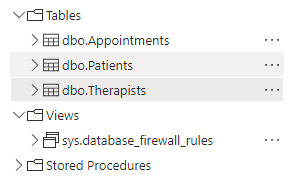 Tables
dbo.Appointments
dbo.Patients
dbo.Therapists
Views
sys.database_firewall_rules
Stored Procedures